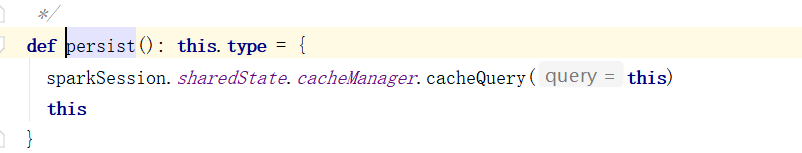 */
def persist(): this.type = {
sparkSession.sharedState.cacheManager.cacheQuery( query = this)
this
}